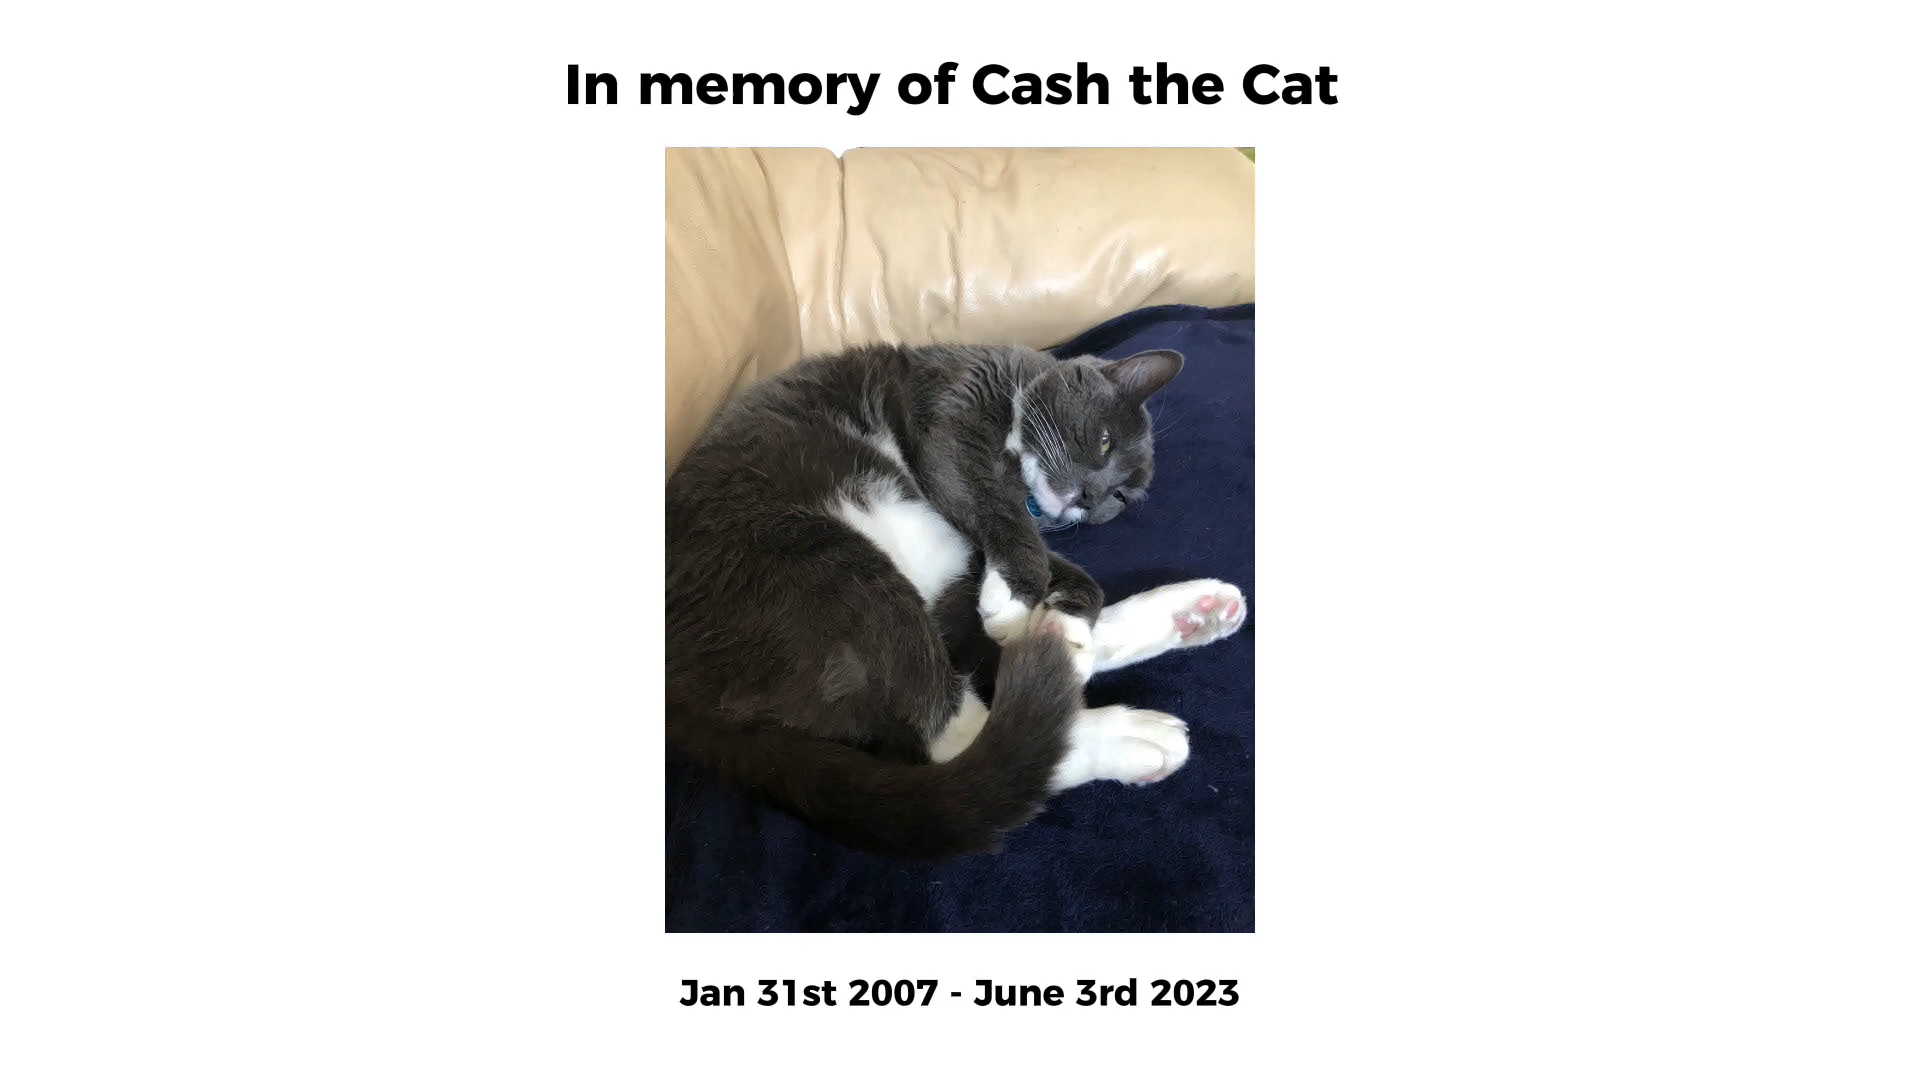 In memory of Cash the Cat
Jan 31st 2007 - June 3rd 2023